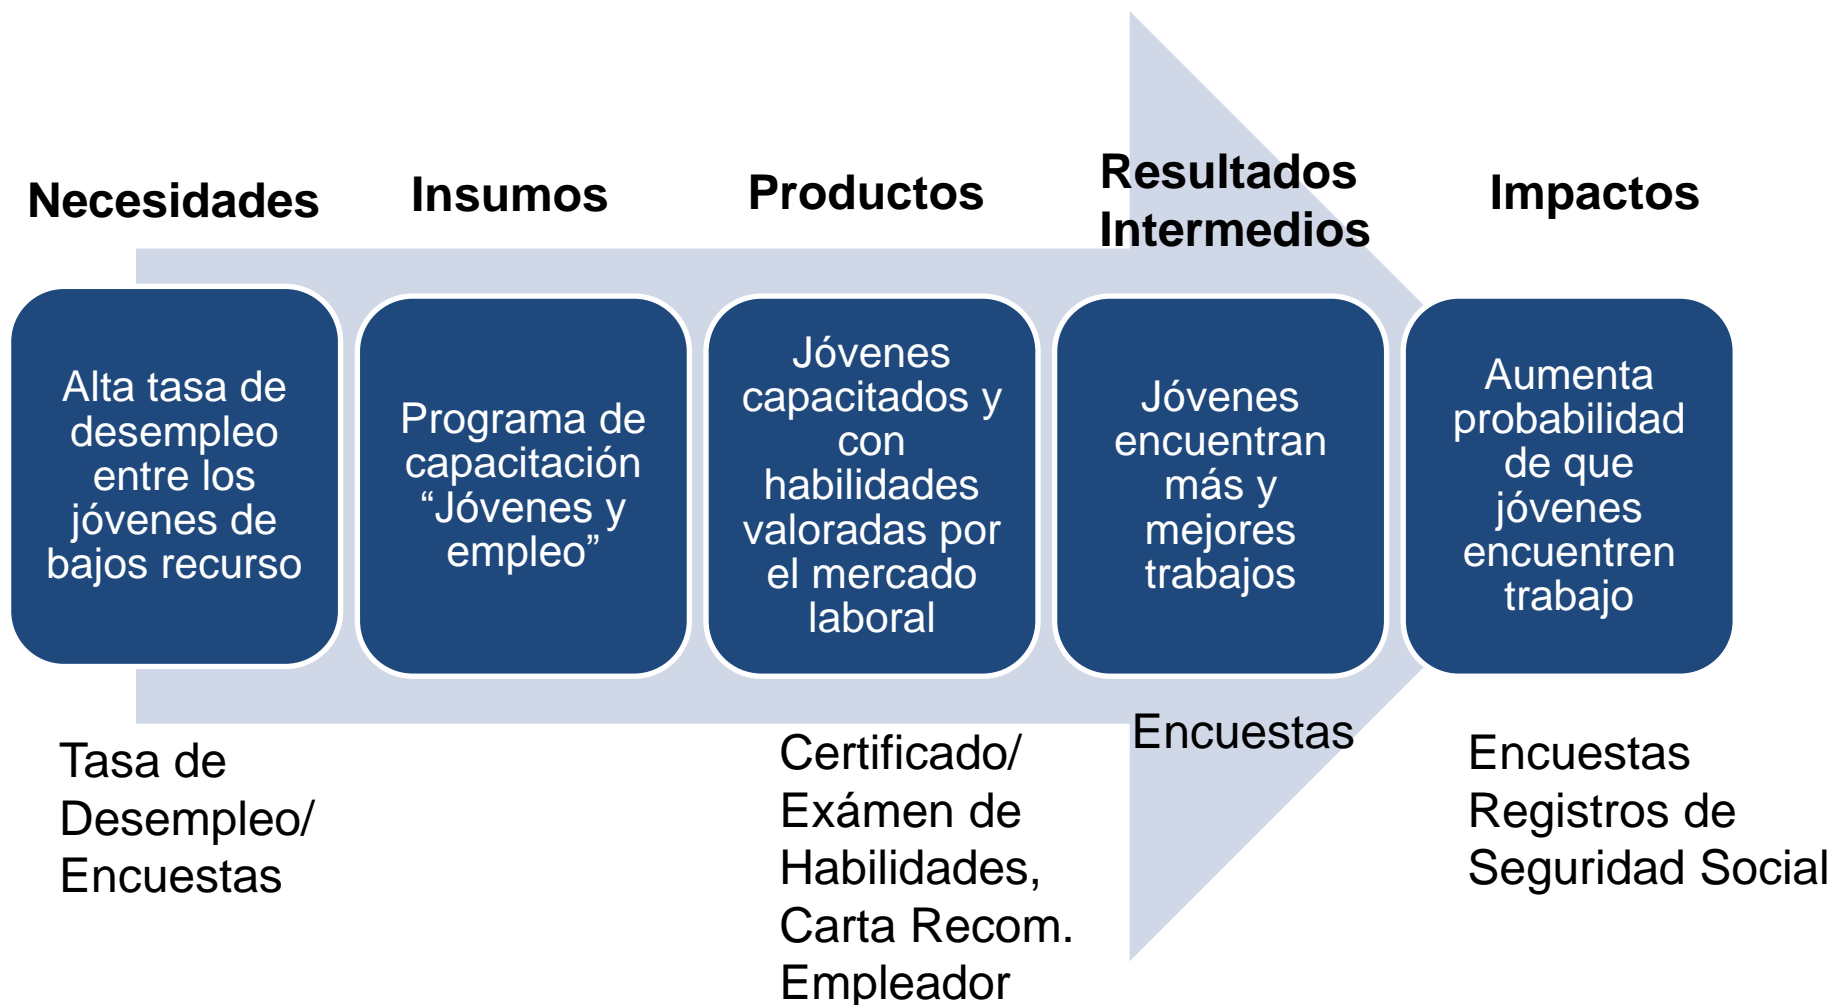 Necesidades
Insumos
Productos
Resultados
Intermedios
Impactos
Alta tasa de
desempleo
entre los
jóvenes de
bajos recurso
Programa de
capacitación
“Jóvenes y
empleo”
Jóvenes
capacitados y
con
habilidades
valoradas por
el mercado
laboral
Jóvenes
encuentran
más y
mejores
trabajos
Aumenta
probabilidad
de que
jóvenes
encuentren
trabajo
Tasa de
Desempleo/
Encuestas
Certificado/
Exámen de
Habilidades,
Carta Recom.
Empleador
Encuestas
Encuestas
Registros de
Seguridad Social